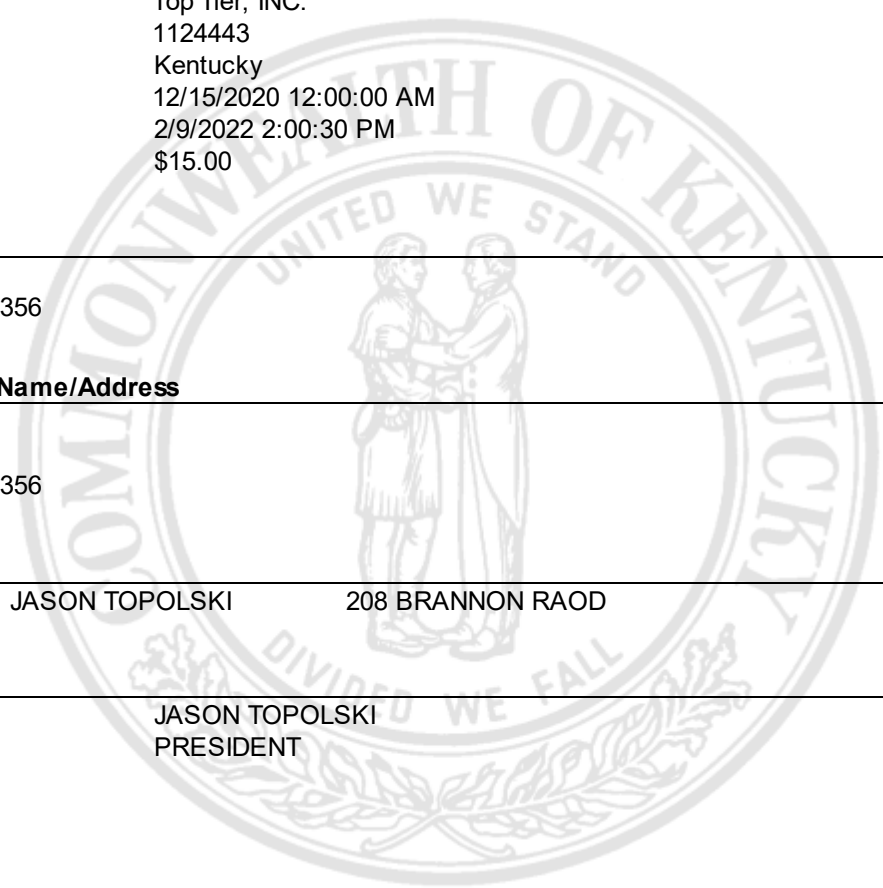 Top Tier, INC.
1124443
Kentucky
12/15/2020 12:00:00 AM
2/9/2022 2:00:30 PM
$15.00
COMMONWEALTH OF KENTUCKY
UNITED WE STAND
356
Name/Address
356
JASON TOPOLSKI 208 BRANNON RAOD
DIVIDED WE FALL
JASON TOPOLSKI
PRESIDENT